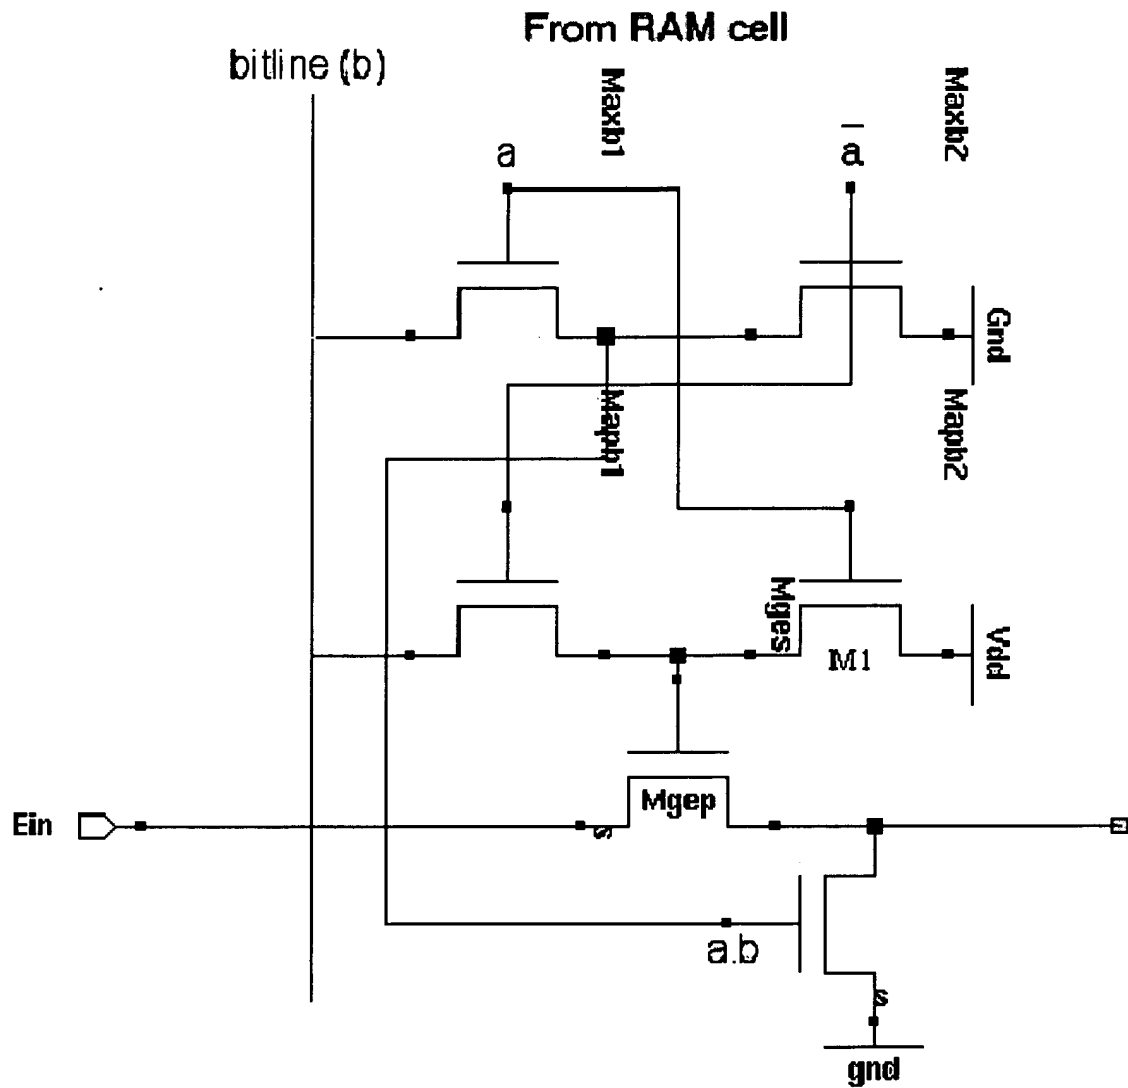 From RAM cell
bitline (b)
Maxb1
Maxb2
a
a̅
Gnd
Mapb1
Mapb2
Mges
M1
Vdd
Mgep
Ein
s
a.b
s
gnd